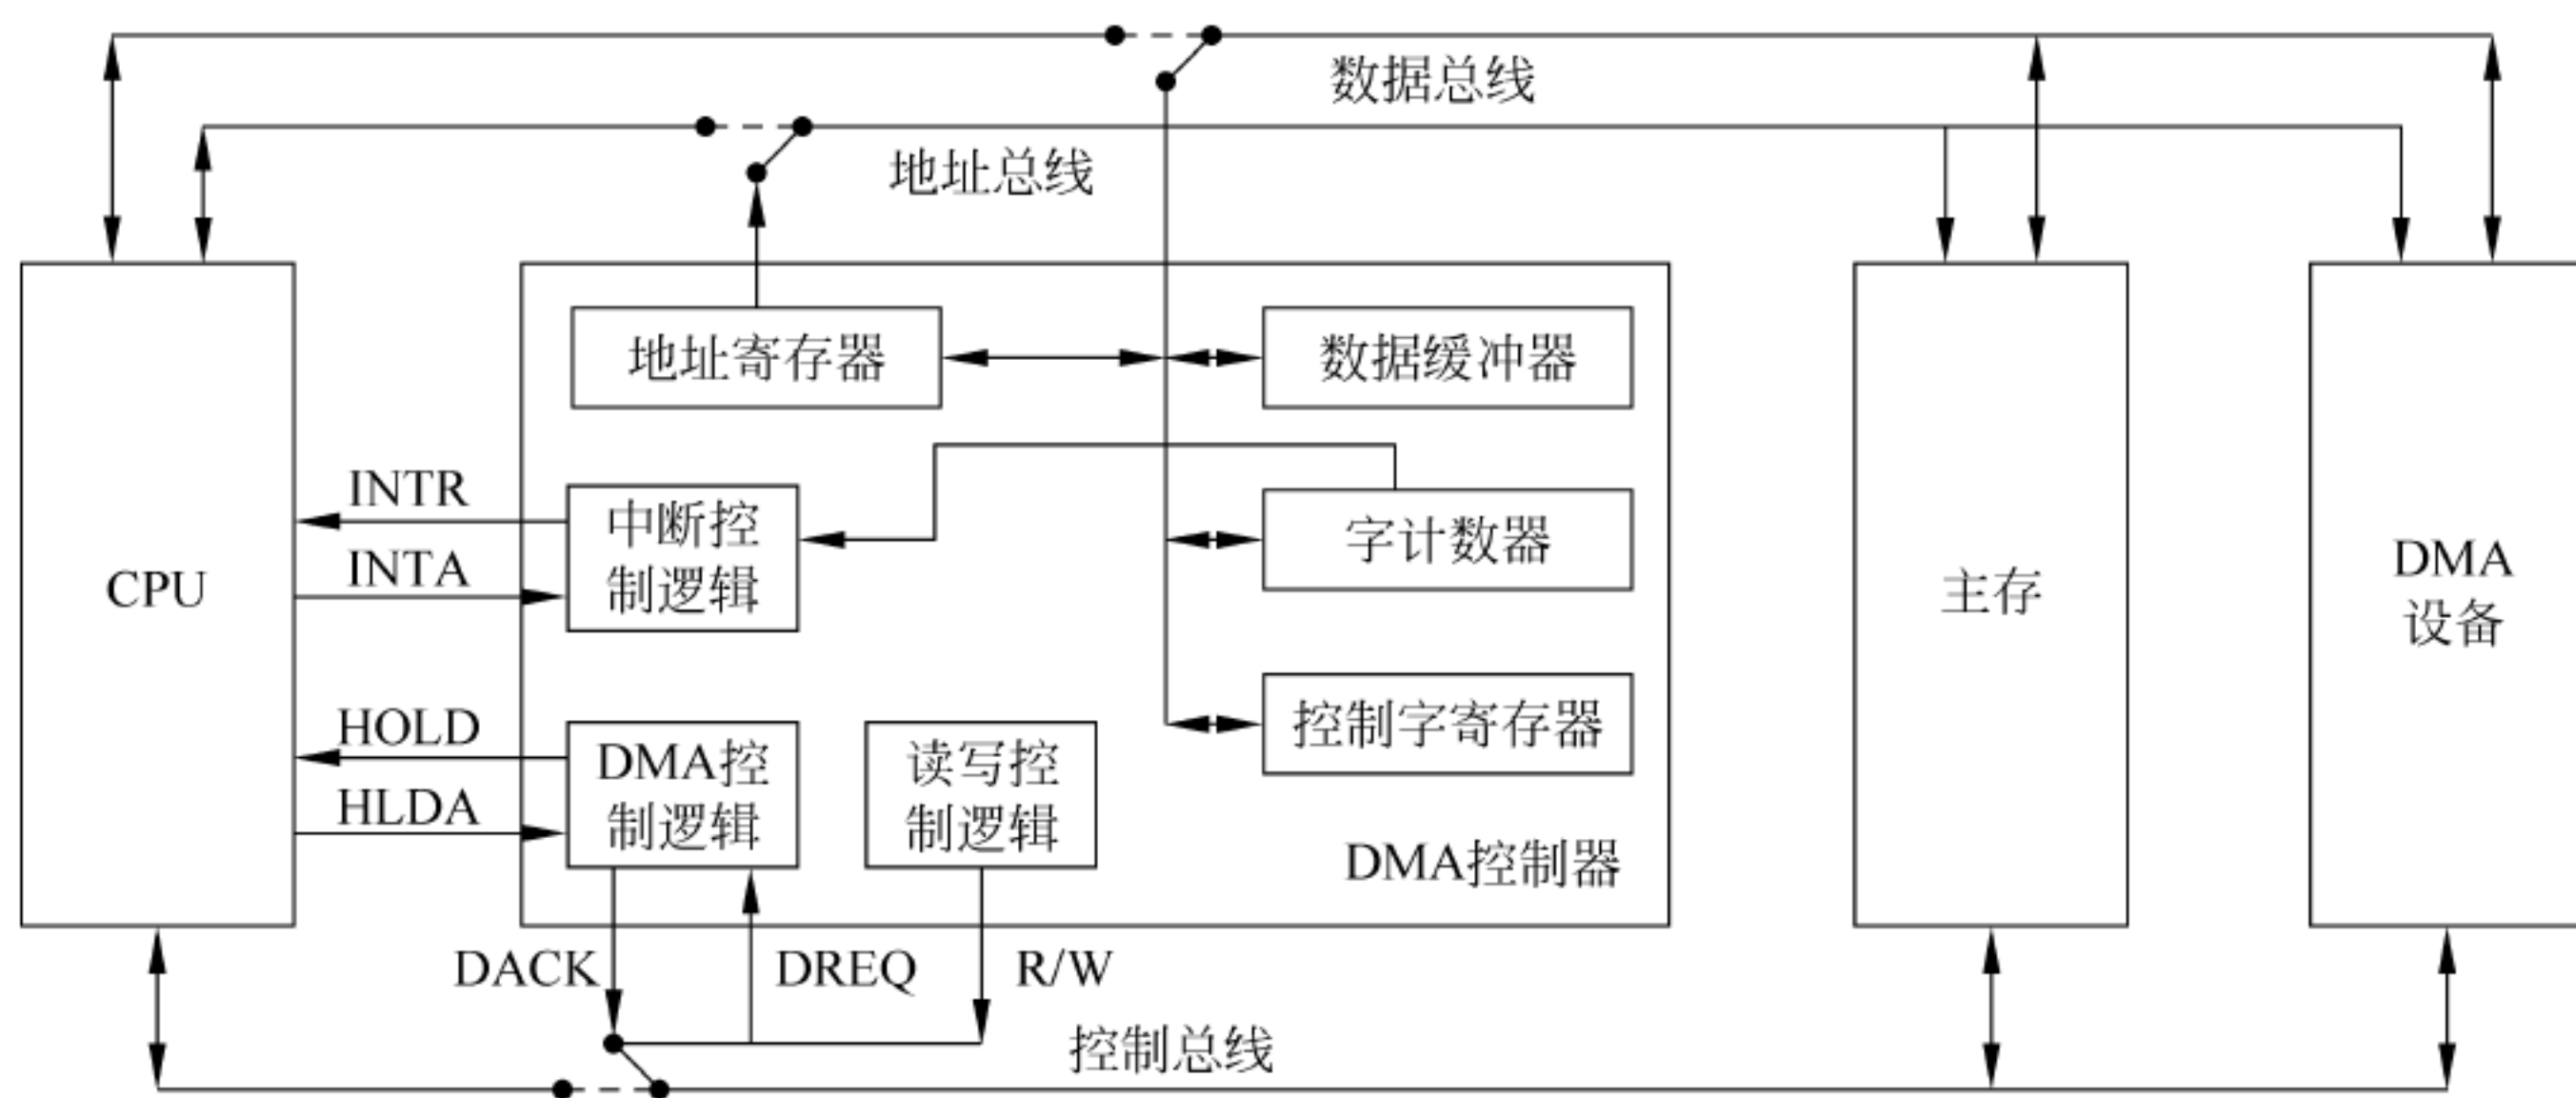 数据总线
地址总线
地址寄存器
数据缓冲器
INTR
中断控
制逻辑
字计数器
INTA
CPU
主存
DMA
设备
HOLD
DMA控
制逻辑
读写控
制逻辑
控制字寄存器
HLDA
DMA控制器
DACK
DREQ
R/W
控制总线